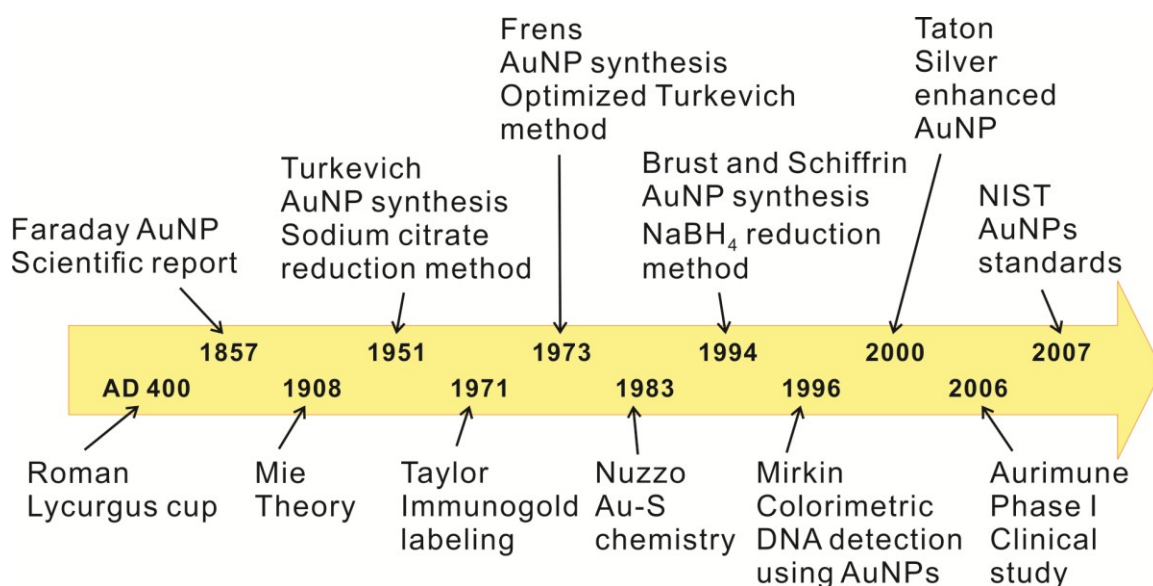 Frens
AuNP synthesis
Optimized Turkevich
method
Taton
Silver
enhanced
AuNP
Turkevich
AuNP synthesis
Sodium citrate
reduction method
Brust and Schiffrin
AuNP synthesis
NaBH₄ reduction
method
NIST
AuNPs
standards
Faraday AuNP
Scientific report
1857
1951
1973
1994
2000
2007
AD 400
1908
1971
1983
1996
2006
Roman
Lycurgus cup
Mie
Theory
Taylor
Immunogold
labeling
Nuzzo
Au-S
chemistry
Mirkin
Colorimetric
DNA detection
using AuNPs
Aurimune
Phase I
Clinical
study